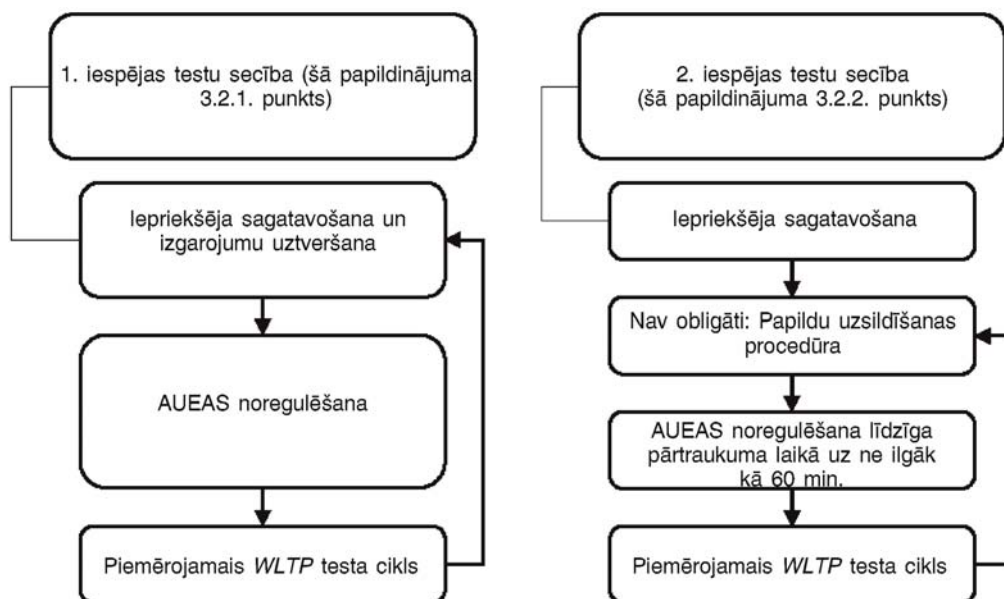 1. iespējas testu secība (šā papildinājuma
3.2.1. punkts)
Iepriekšēja sagatavošana un
izgarojumu uztveršana
AUEAS noregulēšana
Piemērojamais WLTP testa cikls
2. iespējas testu secība
(šā papildinājuma 3.2.2. punkts)
Iepriekšēja sagatavošana
Nav obligāti: Papildu uzsildīšanas
procedūra
AUEAS noregulēšana līdzīga
pārtraukuma laikā uz ne ilgāk
kā 60 min.
Piemērojamais WLTP testa cikls